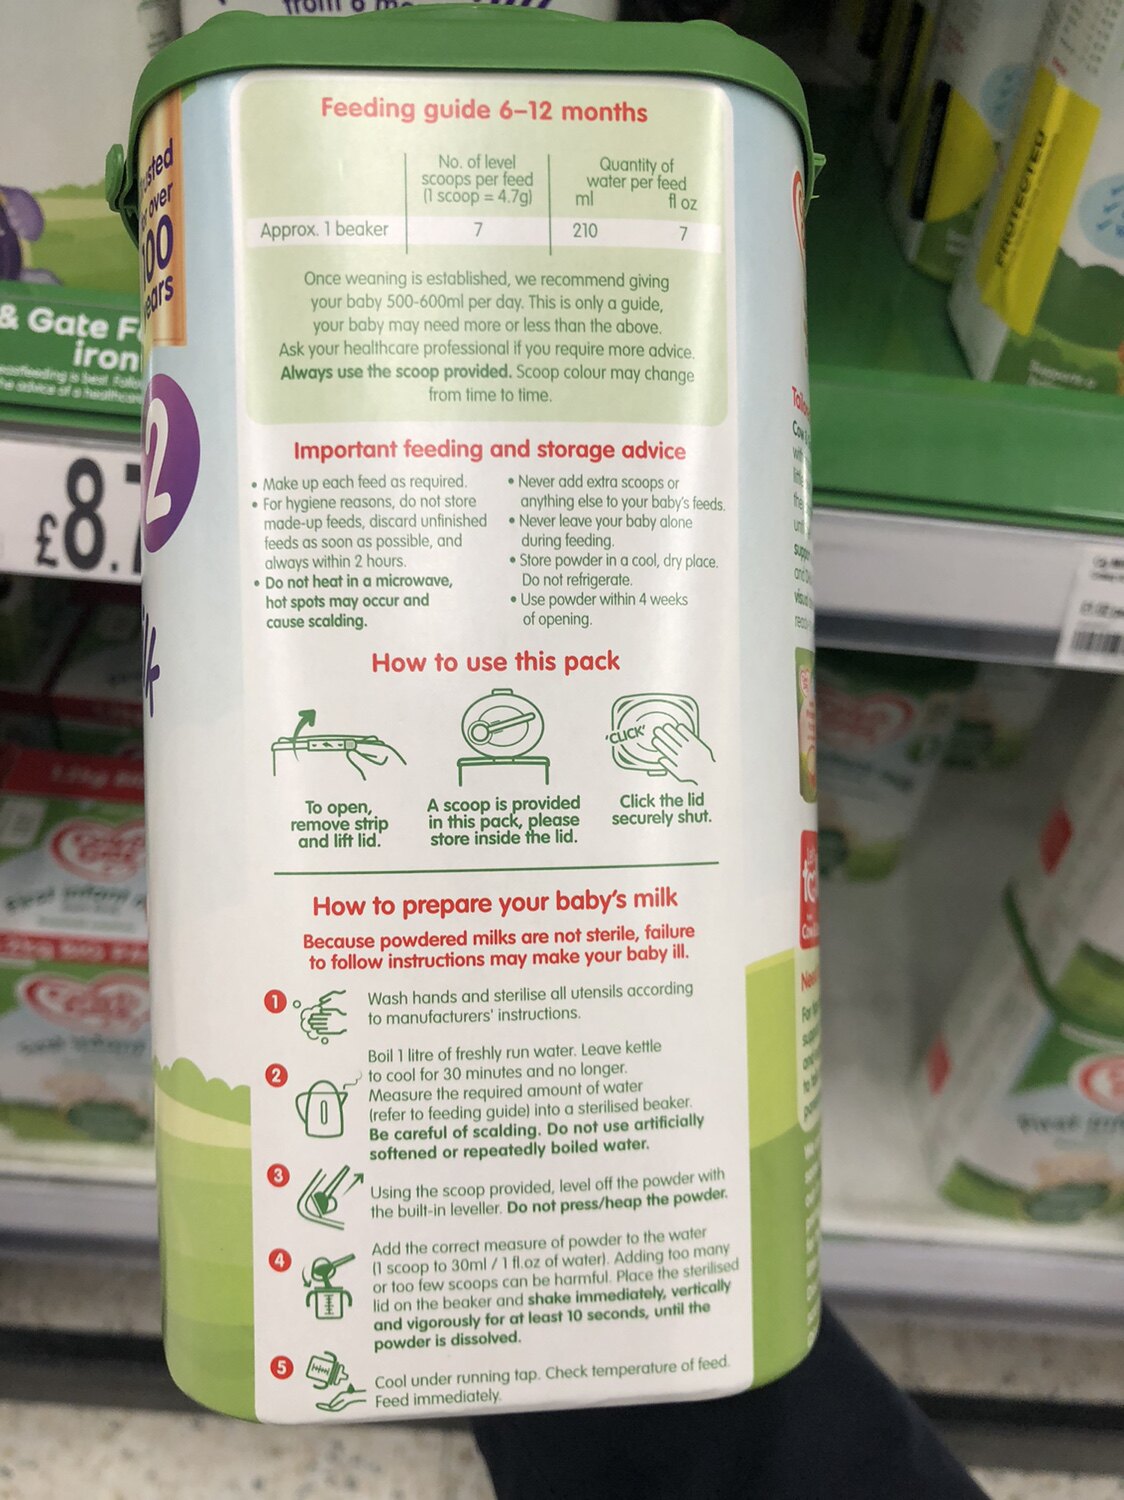 from 6 mo
Feeding guide 6–12 months
No. of level
scoops per feed
(1 scoop = 4.7g)
Quantity of
water per feed
ml fl oz
Approx. 1 beaker 7 210 7
Once weaning is established, we recommend giving
your baby 500-600ml per day. This is only a guide,
your baby may need more or less than the above.
Ask your healthcare professional if you require more advice.
Always use the scoop provided. Scoop colour may change
from time to time.
Important feeding and storage advice
• Make up each feed as required.
• For hygiene reasons, do not store
made-up feeds, discard unfinished
feeds as soon as possible, and
always within 2 hours.
• Do not heat in a microwave,
hot spots may occur and
cause scalding.
• Never add extra scoops or
anything else to your baby's feeds.
• Never leave your baby alone
during feeding.
• Store powder in a cool, dry place.
Do not refrigerate.
• Use powder within 4 weeks
of opening.
How to use this pack
'CLICK'
To open,
remove strip
and lift lid.
A scoop is provided
in this pack, please
store inside the lid.
Click the lid
securely shut.
How to prepare your baby's milk
Because powdered milks are not sterile, failure
to follow instructions may make your baby ill.
1 Wash hands and sterilise all utensils according
to manufacturers' instructions.
2 Boil 1 litre of freshly run water. Leave kettle
to cool for 30 minutes and no longer.
Measure the required amount of water
(refer to feeding guide) into a sterilised beaker.
Be careful of scalding. Do not use artificially
softened or repeatedly boiled water.
3 Using the scoop provided, level off the powder with
the built-in leveller. Do not press/heap the powder.
4 Add the correct measure of powder to the water
(1 scoop to 30ml / 1 fl.oz of water). Adding too many
or too few scoops can be harmful. Place the sterilised
lid on the beaker and shake immediately, vertically
and vigorously for at least 10 seconds, until the
powder is dissolved.
5 Cool under running tap. Check temperature of feed.
Feed immediately.
over
100
2
& Gate
iron
£8.7
PROTECTED